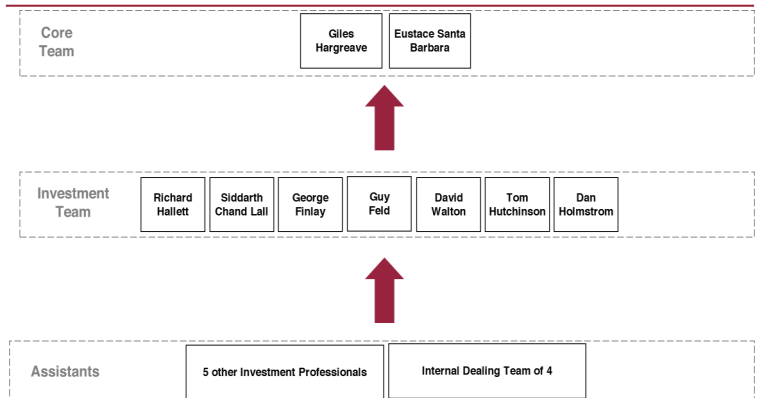 Core
Team
Giles
Hargreave
Eustace Santa
Barbara
Investment
Team
Richard
Hallett
Siddarth
Chand Lall
George
Finlay
Guy
Feld
David
Walton
Tom
Hutchinson
Dan
Holmstrom
Assistants
5 other Investment Professionals
Internal Dealing Team of 4